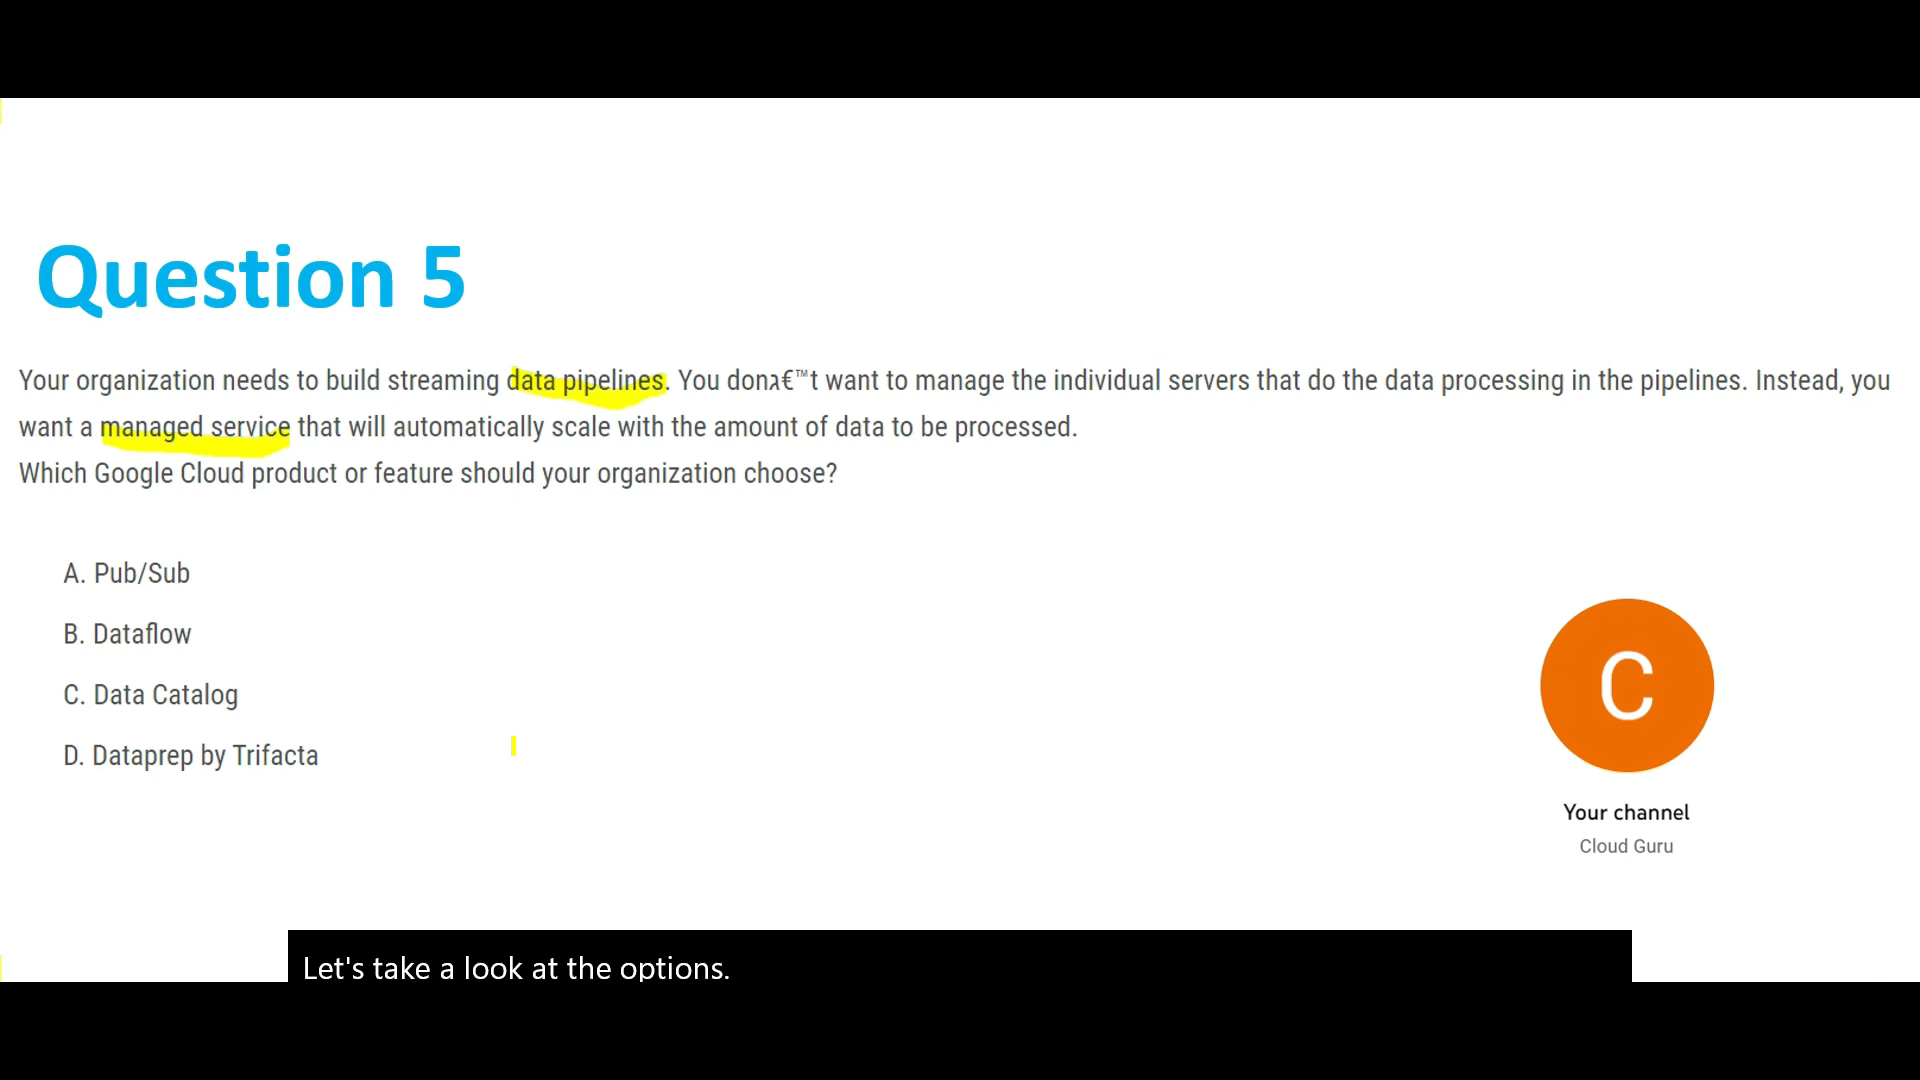 Question 5
Your organization needs to build streaming data pipelines. You donג€™t want to manage the individual servers that do the data processing in the pipelines. Instead, you
want a managed service that will automatically scale with the amount of data to be processed.
Which Google Cloud product or feature should your organization choose?
A. Pub/Sub
B. Dataflow
C. Data Catalog
D. Dataprep by Trifacta
C
Your channel
Cloud Guru
Let's take a look at the options.